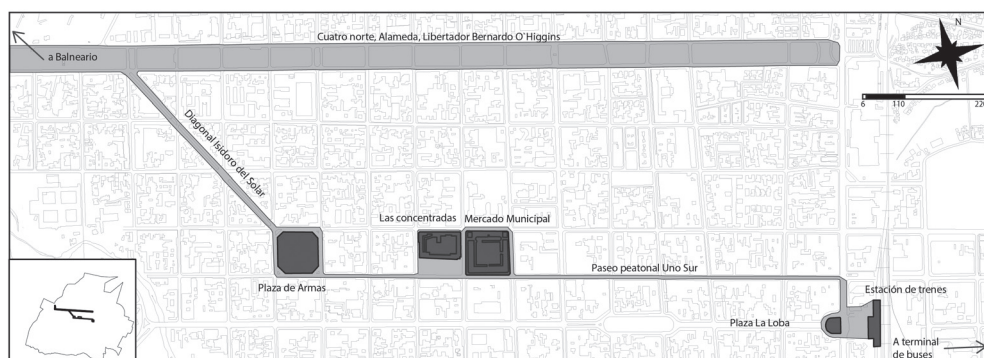 Cuatro norte, Alameda, Libertador Bernardo O`Higgins
N
a Balneario
6 110 220
Diagonal Isidoro del Solar
Las concentradas
Mercado Municipal
Paseo peatonal Uno Sur
Plaza de Armas
Estación de trenes
Plaza La Loba
A terminal
de buses